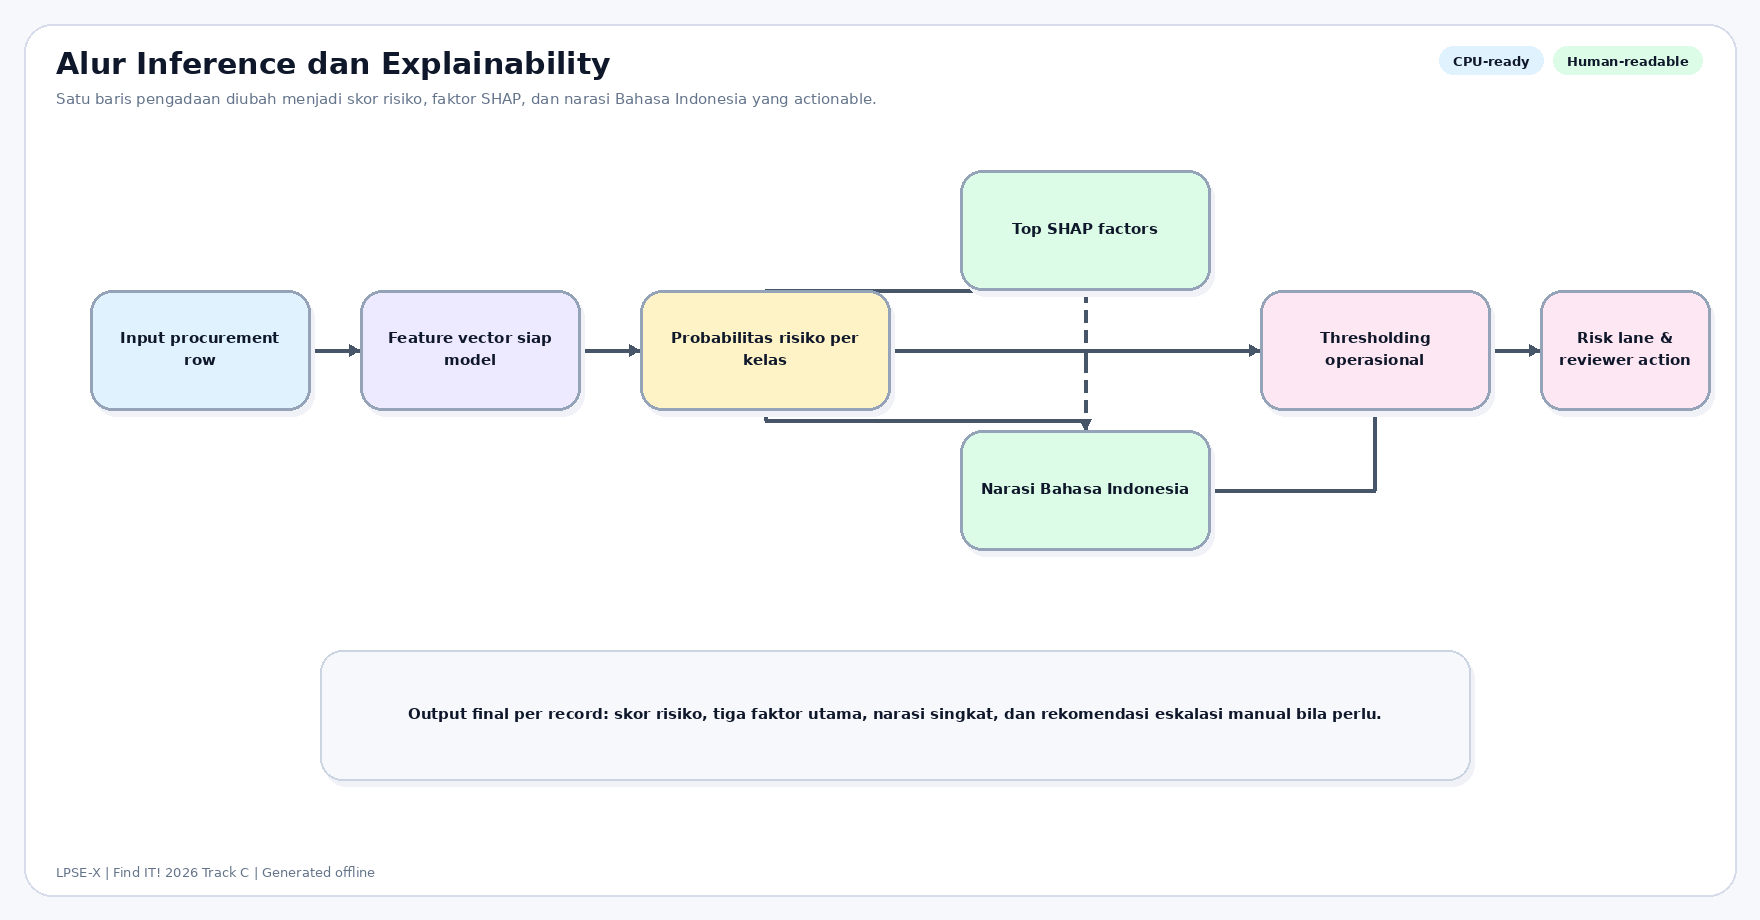 Alur Inference dan Explainability
CPU-ready
Human-readable
Satu baris pengadaan diubah menjadi skor risiko, faktor SHAP, dan narasi Bahasa Indonesia yang actionable.
Top SHAP factors
Input procurement
row
Feature vector siap
model
Probabilitas risiko per
kelas
Thresholding
operasional
Risk lane &
reviewer action
Narasi Bahasa Indonesia
Output final per record: skor risiko, tiga faktor utama, narasi singkat, dan rekomendasi eskalasi manual bila perlu.
LPSE-X | Find IT! 2026 Track C | Generated offline